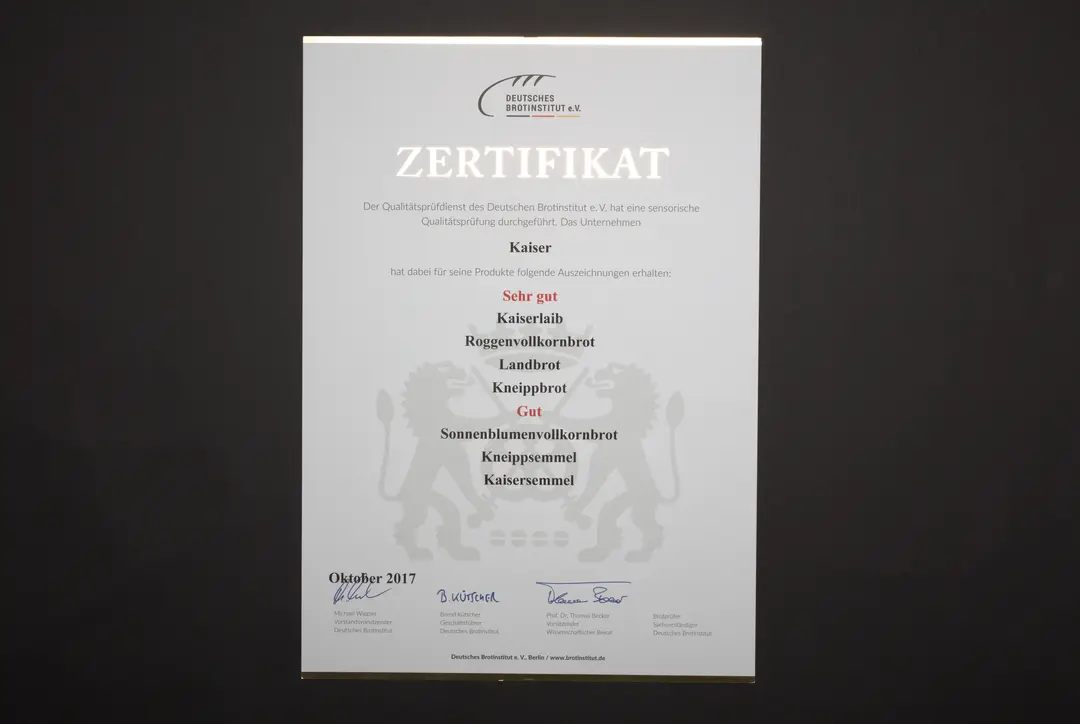 DEUTSCHES
BROTINSTITUT e.V.
ZERTIFIKAT
Der Qualitätsprüfdienst des Deutschen Brotinstitut e. V. hat eine sensorische
Qualitätsprüfung durchgeführt. Das Unternehmen
Kaiser
hat dabei für seine Produkte folgende Auszeichnungen erhalten:
Sehr gut
Kaiserlaib
Roggenvollkornbrot
Landbrot
Kneippbrot
Gut
Sonnenblumenvollkornbrot
Kneippsemmel
Kaisersemmel
Oktober 2017
B. KÜTSCHER
Michael Wippler
Vorstandsvorsitzender
Deutsches Brotinstitut
Bernd Kütscher
Geschäftsführer
Deutsches Brotinstitut
Prof. Dr. Thomas Becker
Vorsitzender
Wissenschaftlicher Beirat
Brotprüfer
Sachverständiger
Deutsches Brotinstitut
Deutsches Brotinstitut e. V., Berlin / www.brotinstitut.de